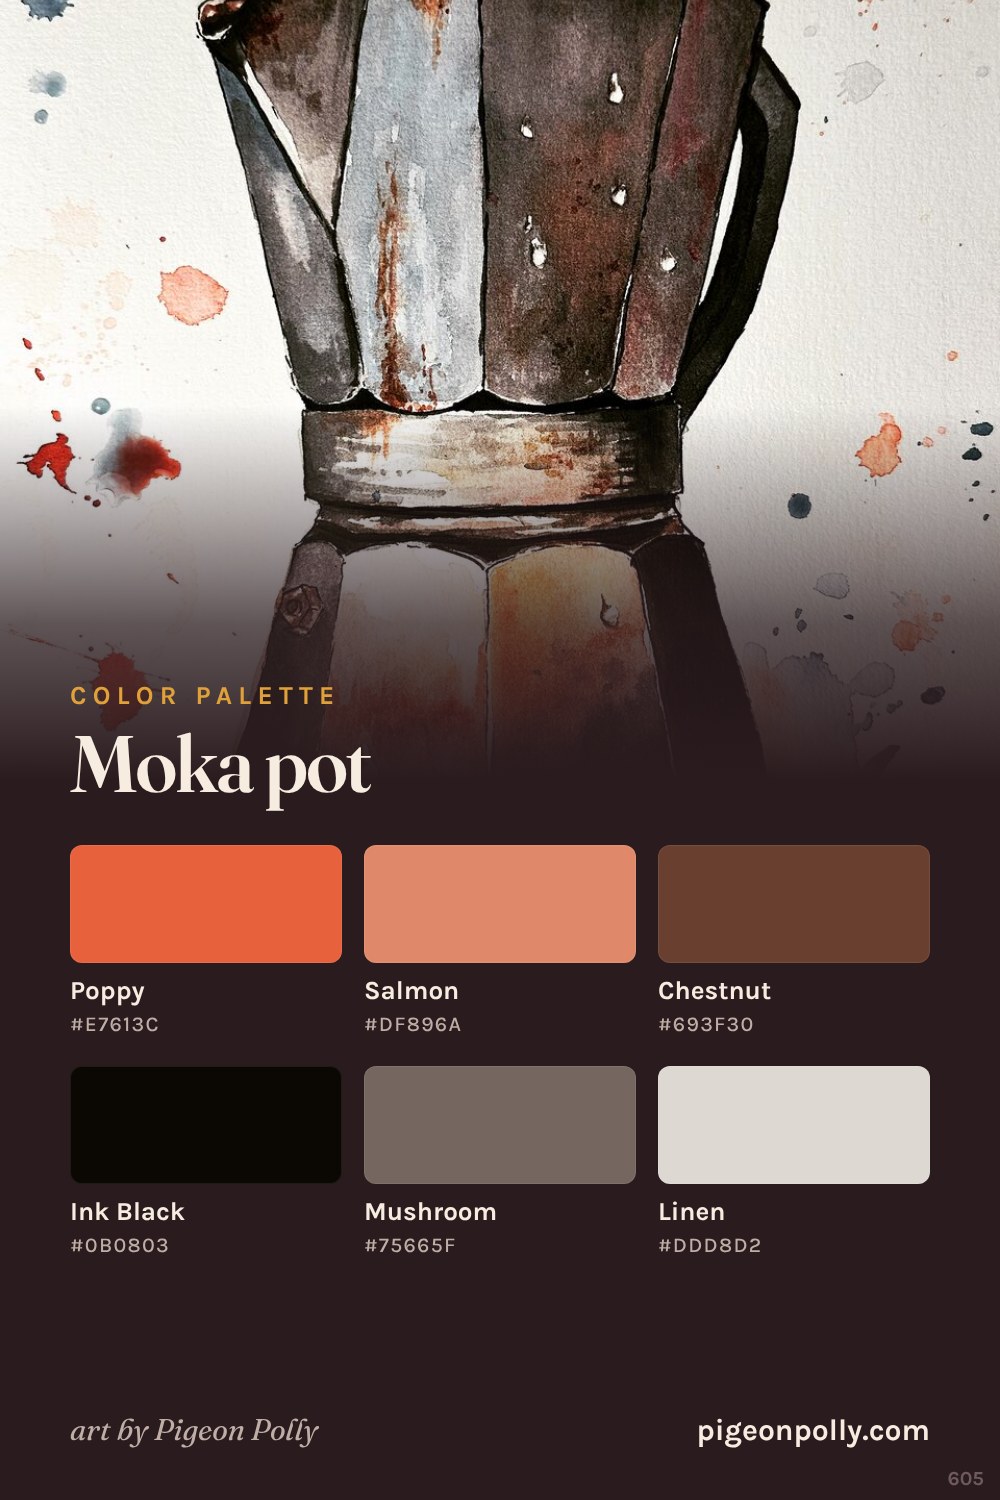 COLOR PALETTE
Moka pot
Poppy
#E7613C
Salmon
#DF896A
Chestnut
#693F30
Ink Black
#0B0803
Mushroom
#75665F
Linen
#DDD8D2
art by Pigeon Polly
pigeonpolly.com
605